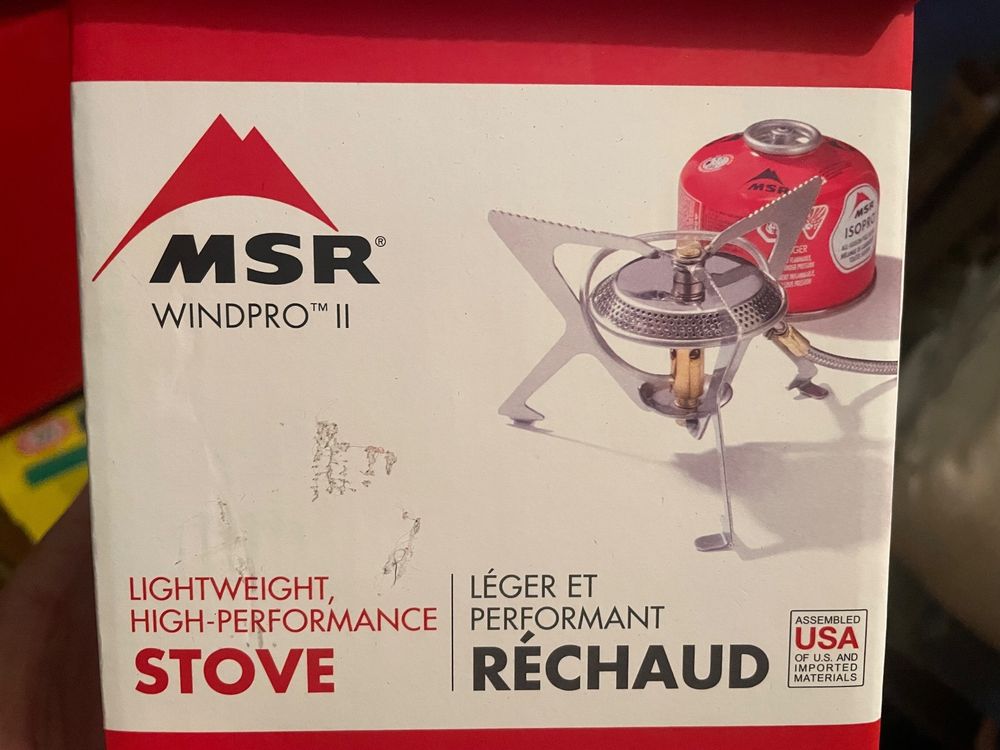 MSR®
WINDPRO™ II
MSR
MSR
ISOPRO
LIGHTWEIGHT,
HIGH-PERFORMANCE
STOVE
LÉGER ET
PERFORMANT
RÉCHAUD
ASSEMBLED
USA
OF U.S. AND
IMPORTED
MATERIALS